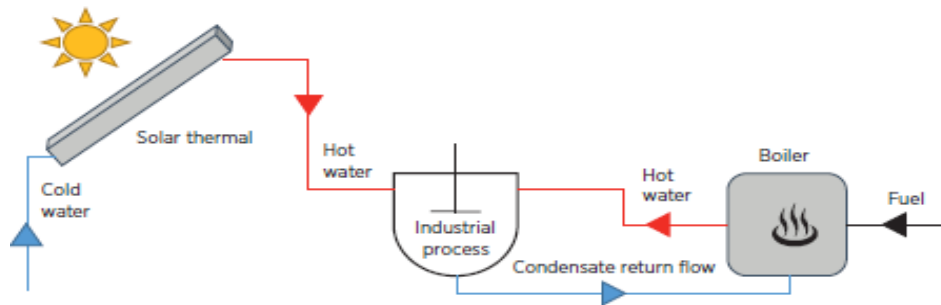 Solar thermal
Cold
water
Hot
water
Industrial
process
Condensate return flow
Hot
water
Boiler
Fuel